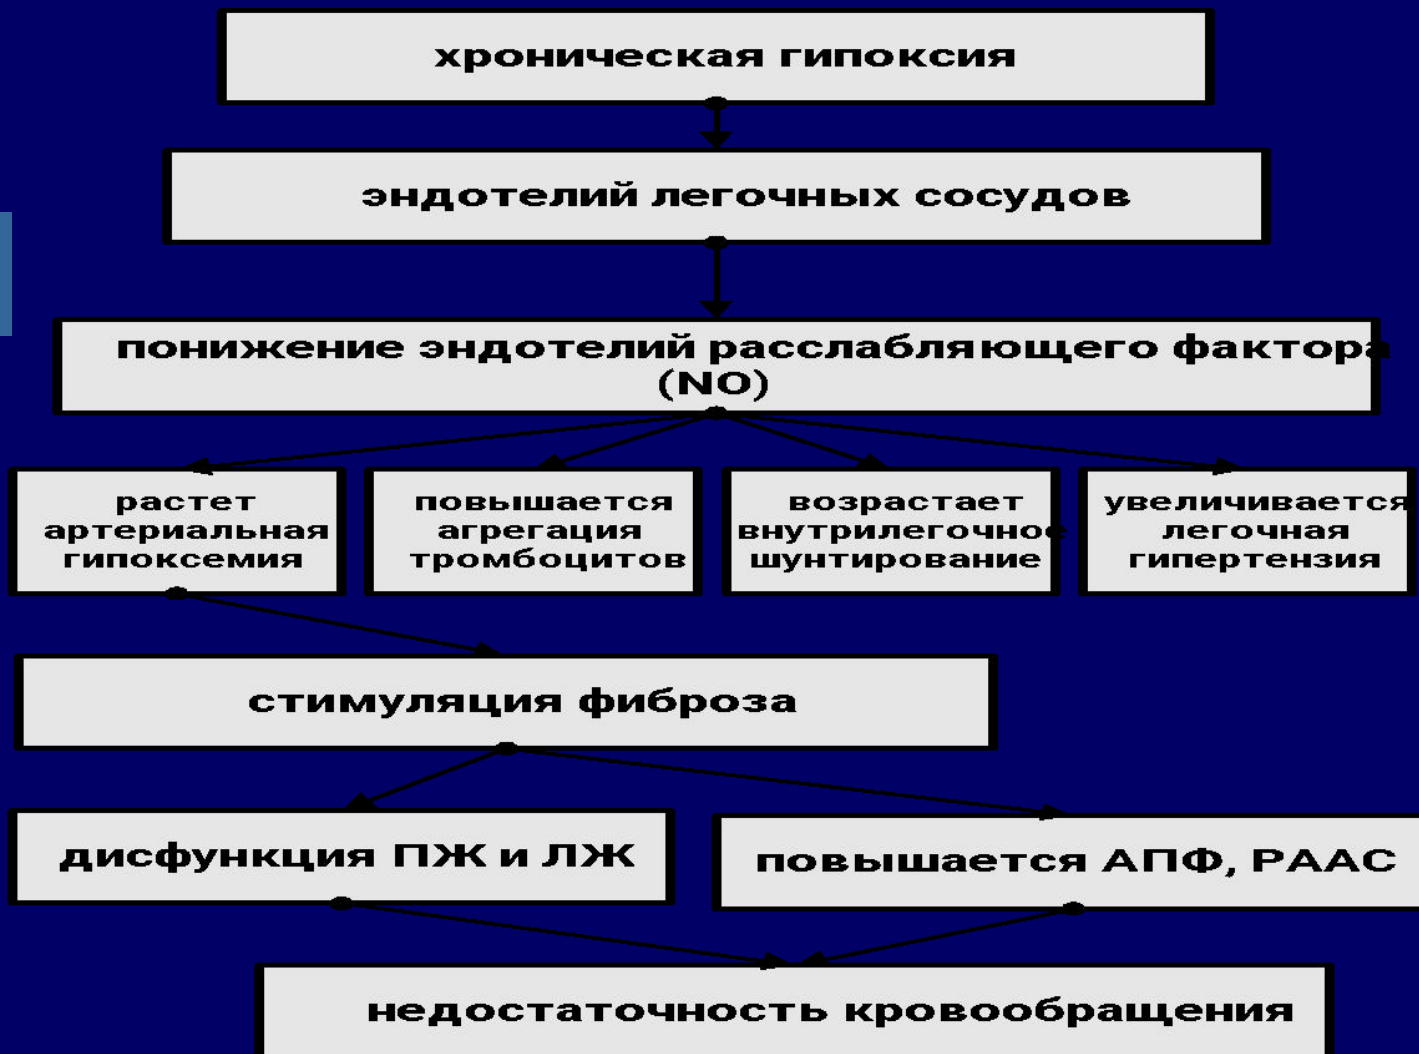 хроническая гипоксия
эндотелий легочных сосудов
понижение эндотелий расслабляющего фактора
(NO)
растет
артериальная
гипоксемия
повышается
агрегация
тромбоцитов
возрастает
внутрилегочное
шунтирование
увеличивается
легочная
гипертензия
стимуляция фиброза
дисфункция ПЖ и ЛЖ
повышается АПФ, РААС
недостаточность кровообращения